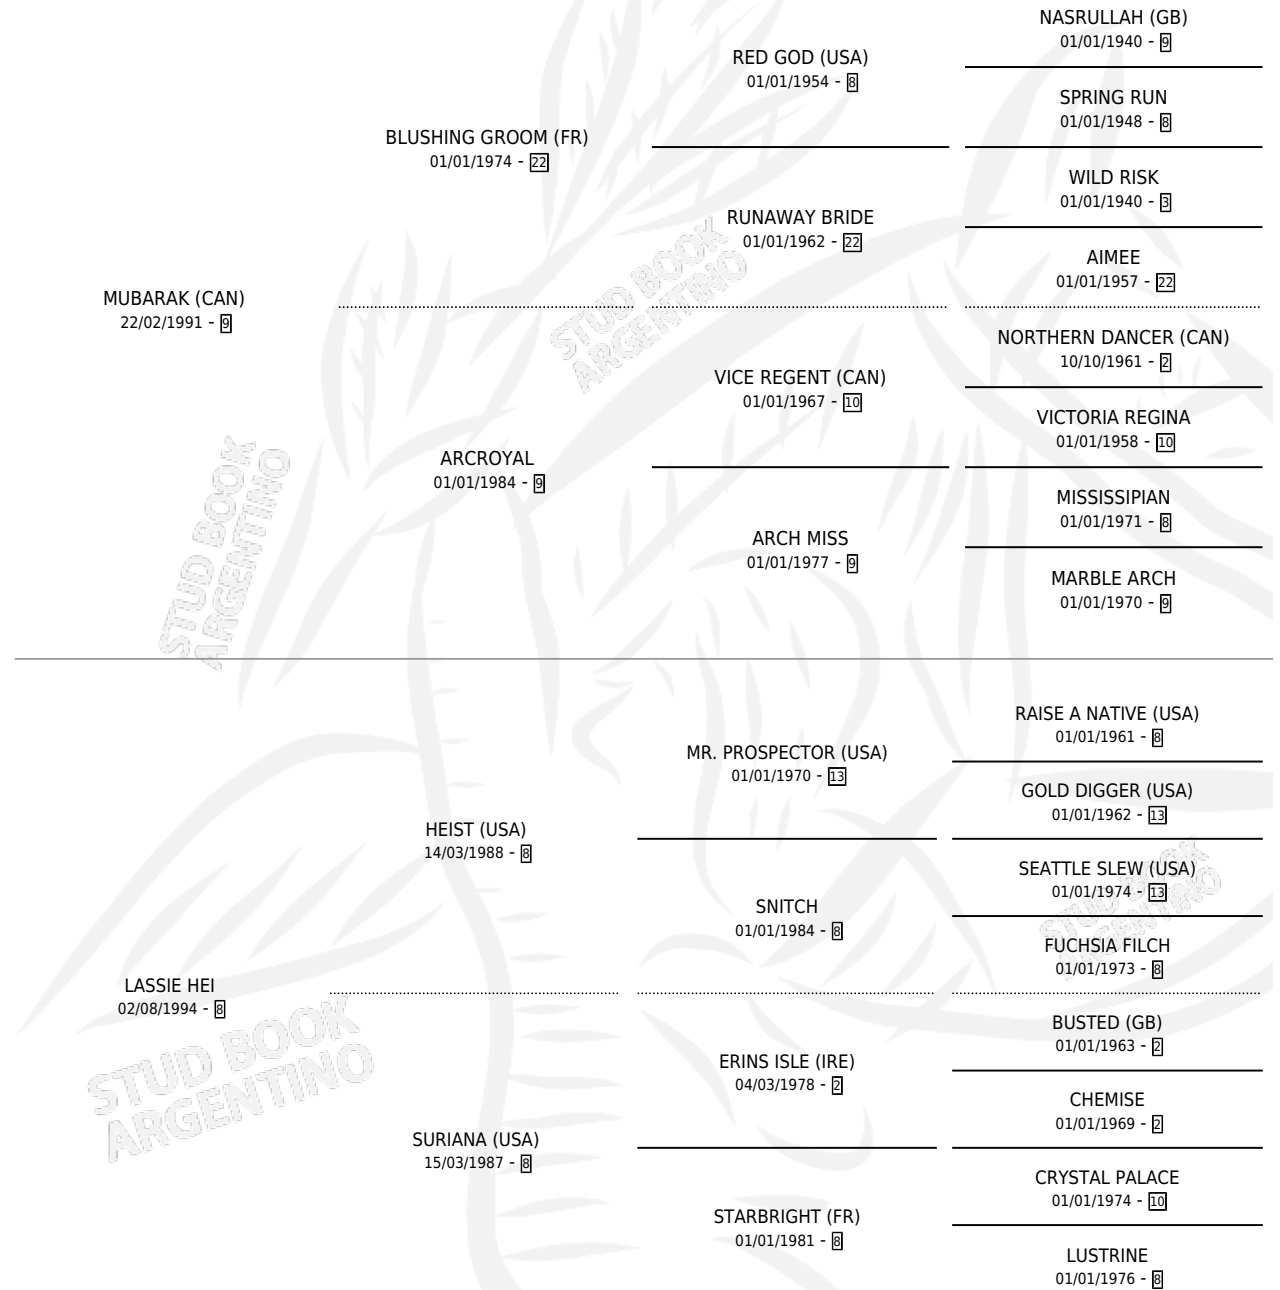 NASRULLAH (GB)
01/01/1940 - 9
RED GOD (USA)
01/01/1954 - 8
SPRING RUN
01/01/1948 - 8
BLUSHING GROOM (FR)
01/01/1974 - 22
WILD RISK
01/01/1940 - 3
RUNAWAY BRIDE
01/01/1962 - 22
AIMEE
01/01/1957 - 22
MUBARAK (CAN)
22/02/1991 - 9
NORTHERN DANCER (CAN)
10/10/1961 - 2
VICE REGENT (CAN)
01/01/1967 - 10
VICTORIA REGINA
01/01/1958 - 10
ARCROYAL
01/01/1984 - 9
MISSISSIPIAN
01/01/1971 - 8
ARCH MISS
01/01/1977 - 9
MARBLE ARCH
01/01/1970 - 9
RAISE A NATIVE (USA)
01/01/1961 - 8
MR. PROSPECTOR (USA)
01/01/1970 - 13
GOLD DIGGER (USA)
01/01/1962 - 13
HEIST (USA)
14/03/1988 - 8
SEATTLE SLEW (USA)
01/01/1974 - 13
SNITCH
01/01/1984 - 8
FUCHSIA FILCH
01/01/1973 - 8
LASSIE HEI
02/08/1994 - 8
BUSTED (GB)
01/01/1963 - 2
ERINS ISLE (IRE)
04/03/1978 - 2
CHEMISE
01/01/1969 - 2
SURIANA (USA)
15/03/1987 - 8
CRYSTAL PALACE
01/01/1974 - 10
STARBRIGHT (FR)
01/01/1981 - 8
LUSTRINE
01/01/1976 - 8
STUD BOOK
ARGENTINO
STUD BOOK
ARGENTINO
STUD BOOK
ARGENTINO
STUD BOOK
ARGENTINO